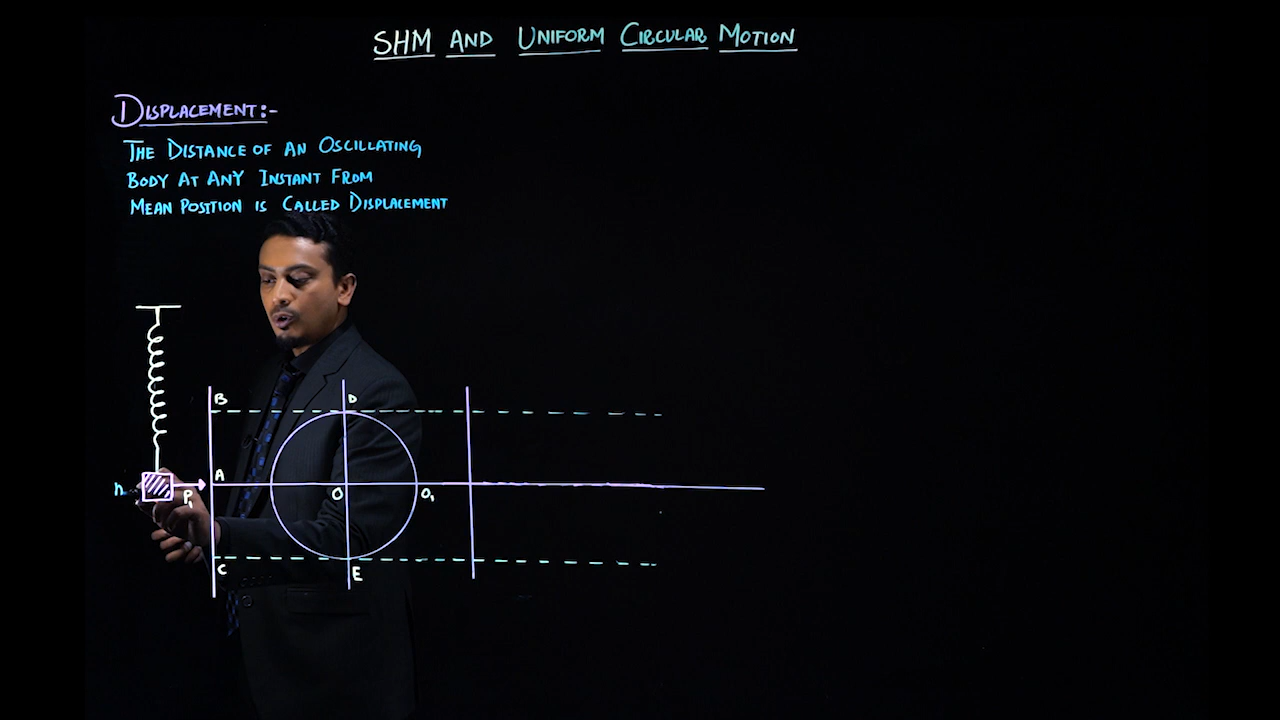 SHM AND UNIFORM CIRCULAR MOTION
DISPLACEMENT:-
THE DISTANCE OF AN OSCILLATING
BODY AT ANY INSTANT FROM
MEAN POSITION IS CALLED DISPLACEMENT
B D
A
P1 O O1
C E